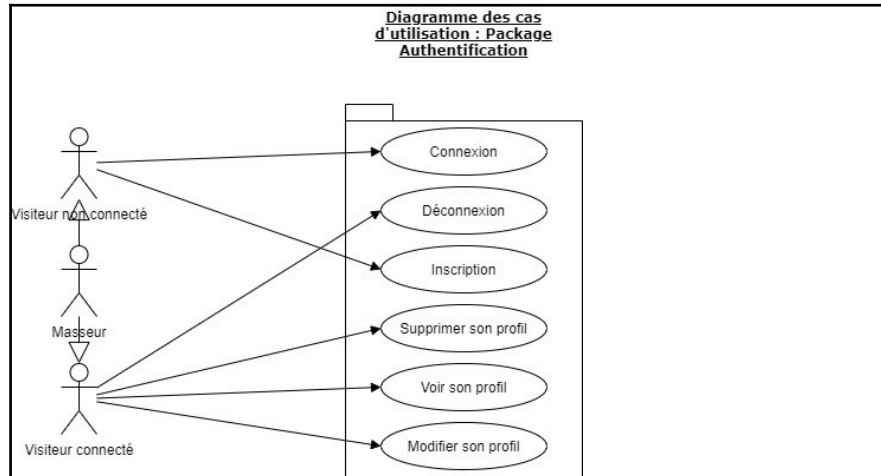 Diagramme des cas
d'utilisation : Package
Authentification
Connexion
Visiteur non connecté
Déconnexion
Inscription
Masseur
Supprimer son profil
Voir son profil
Visiteur connecté
Modifier son profil